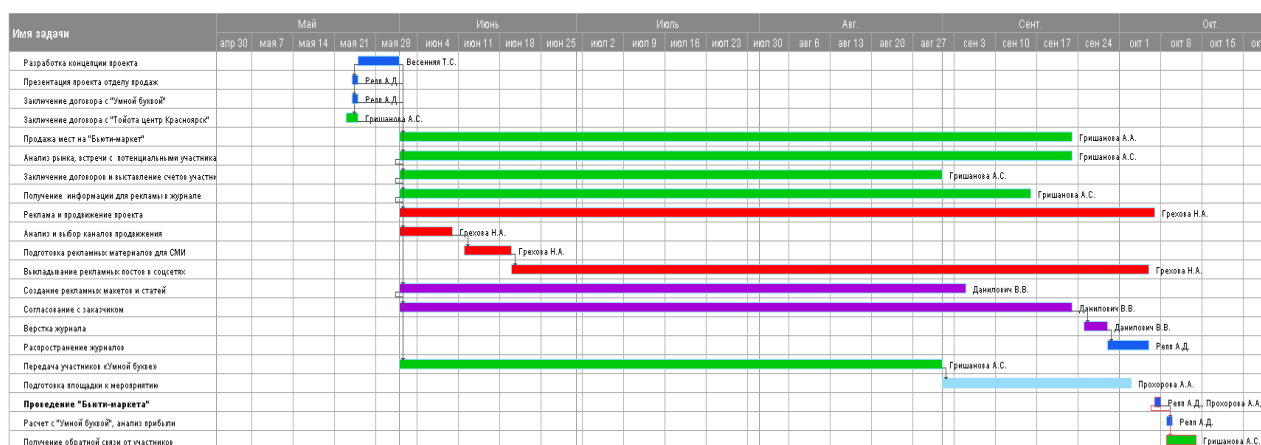 Имя задачи Май Июнь Июль Авг. Сент. Окт.
апр 30 мая 7 мая 14 мая 21 мая 28 июн 4 июн 11 июн 18 июн 25 июл 2 июл 9 июл 16 июл 23 июл 30 авг 6 авг 13 авг 20 авг 27 сен 3 сен 10 сен 17 сен 24 окт 1 окт 8 окт 15 ок
Разработка концепции проекта Весенняя Т.С.
Презентация проекта отделу продаж Репп А.Д.
Заключение договора с "Умной буквой" Репп А.Д.
Заключение договора с "Тойота центр Красноярск" Гришанова А.С.
Продажа мест на "Бьюти-маркет" Гришанова А.А.
Анализ рынка, встречи с потенциальными участника Гришанова А.С.
Заключение договоров и выставление счетов участни Гришанова А.С.
Получение информации для рекламы в журнале Гришанова А.С.
Реклама и продвижение проекта Грехова Н.А.
Анализ и выбор каналов продвижения Грехова Н.А.
Подготовка рекламных материалов для СМИ Грехова Н.А.
Выкладывание рекламных постов в соцсетях Грехова Н.А.
Создание рекламных макетов и статей Данилович В.В.
Согласование с заказчиком Данилович В.В.
Верстка журнала Данилович В.В.
Распространение журналов Репп А.Д.
Передача участников «Умной букве» Гришанова А.С.
Подготовка площадки к мероприятию Прохорова А.А.
Проведение "Бьюти-маркета" Репп А.Д., Прохорова А.А,
Расчет с "Умной буквой", анализ прибыли Репп А.Д.
Получение обратной связи от участников Гришанова А.С.